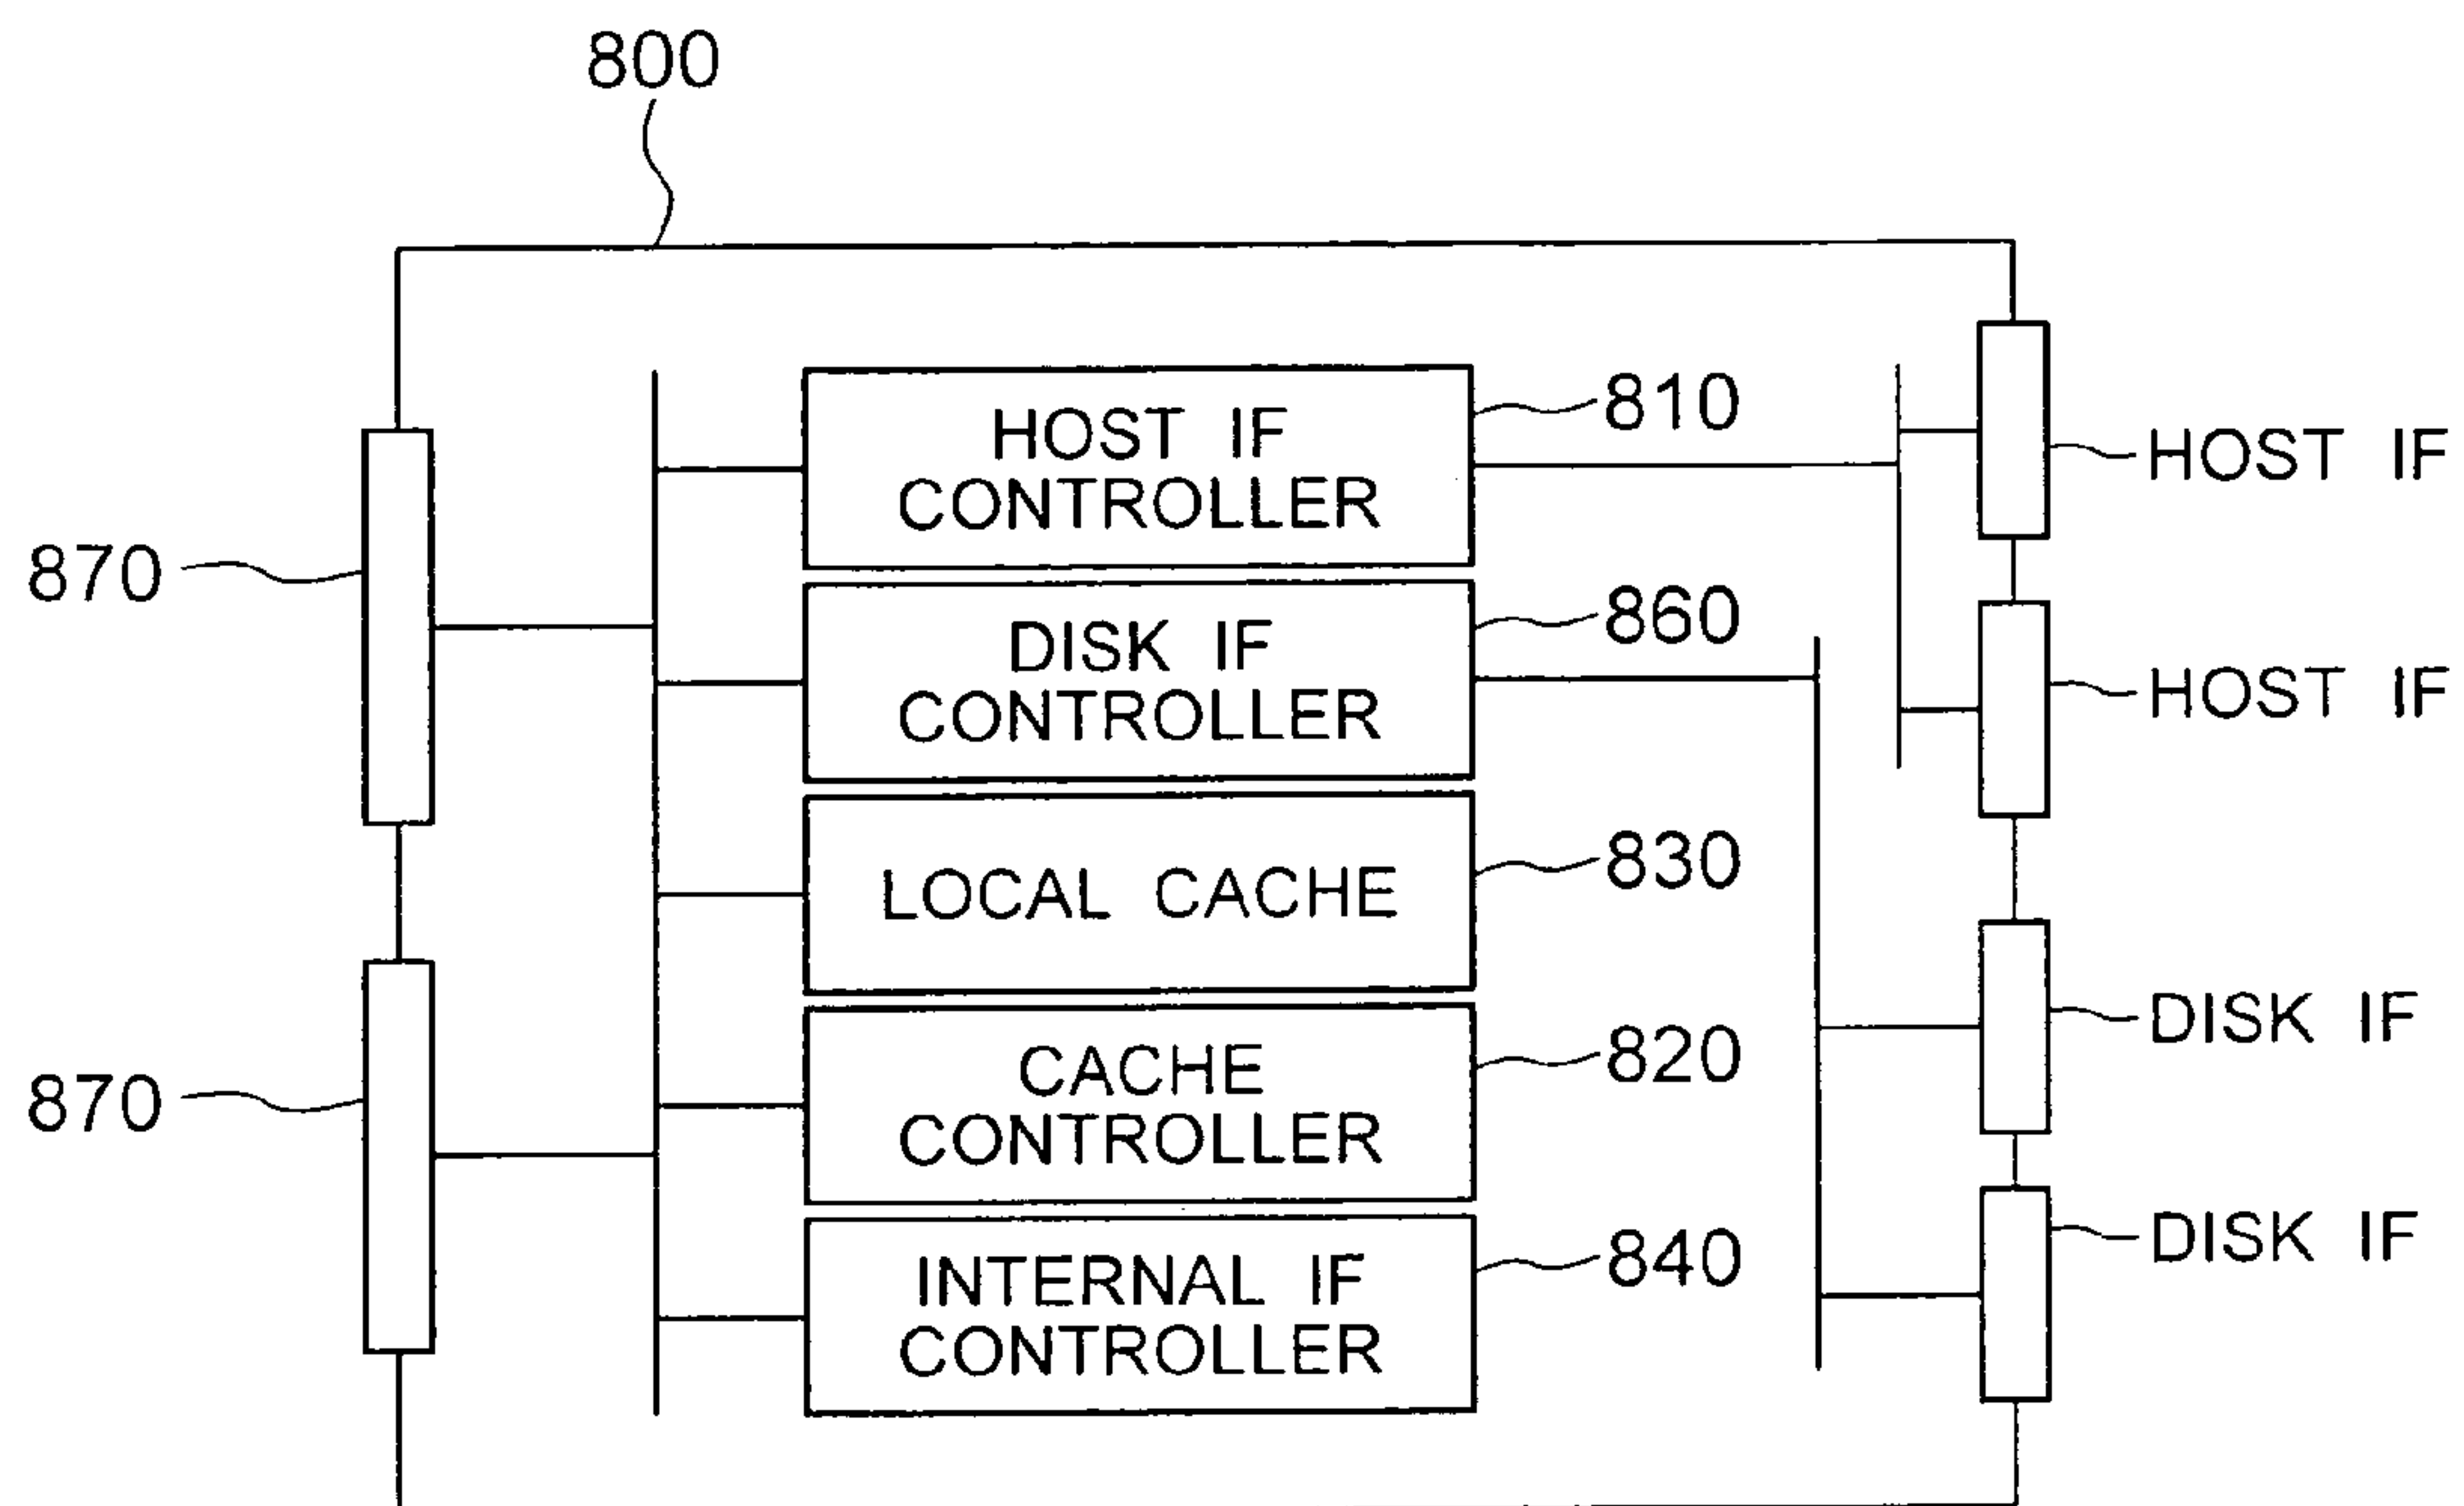 800
HOST IF
CONTROLLER
810
HOST IF
870
DISK IF
CONTROLLER
860
HOST IF
LOCAL CACHE
830
DISK IF
870
CACHE
CONTROLLER
820
DISK IF
INTERNAL IF
CONTROLLER
840